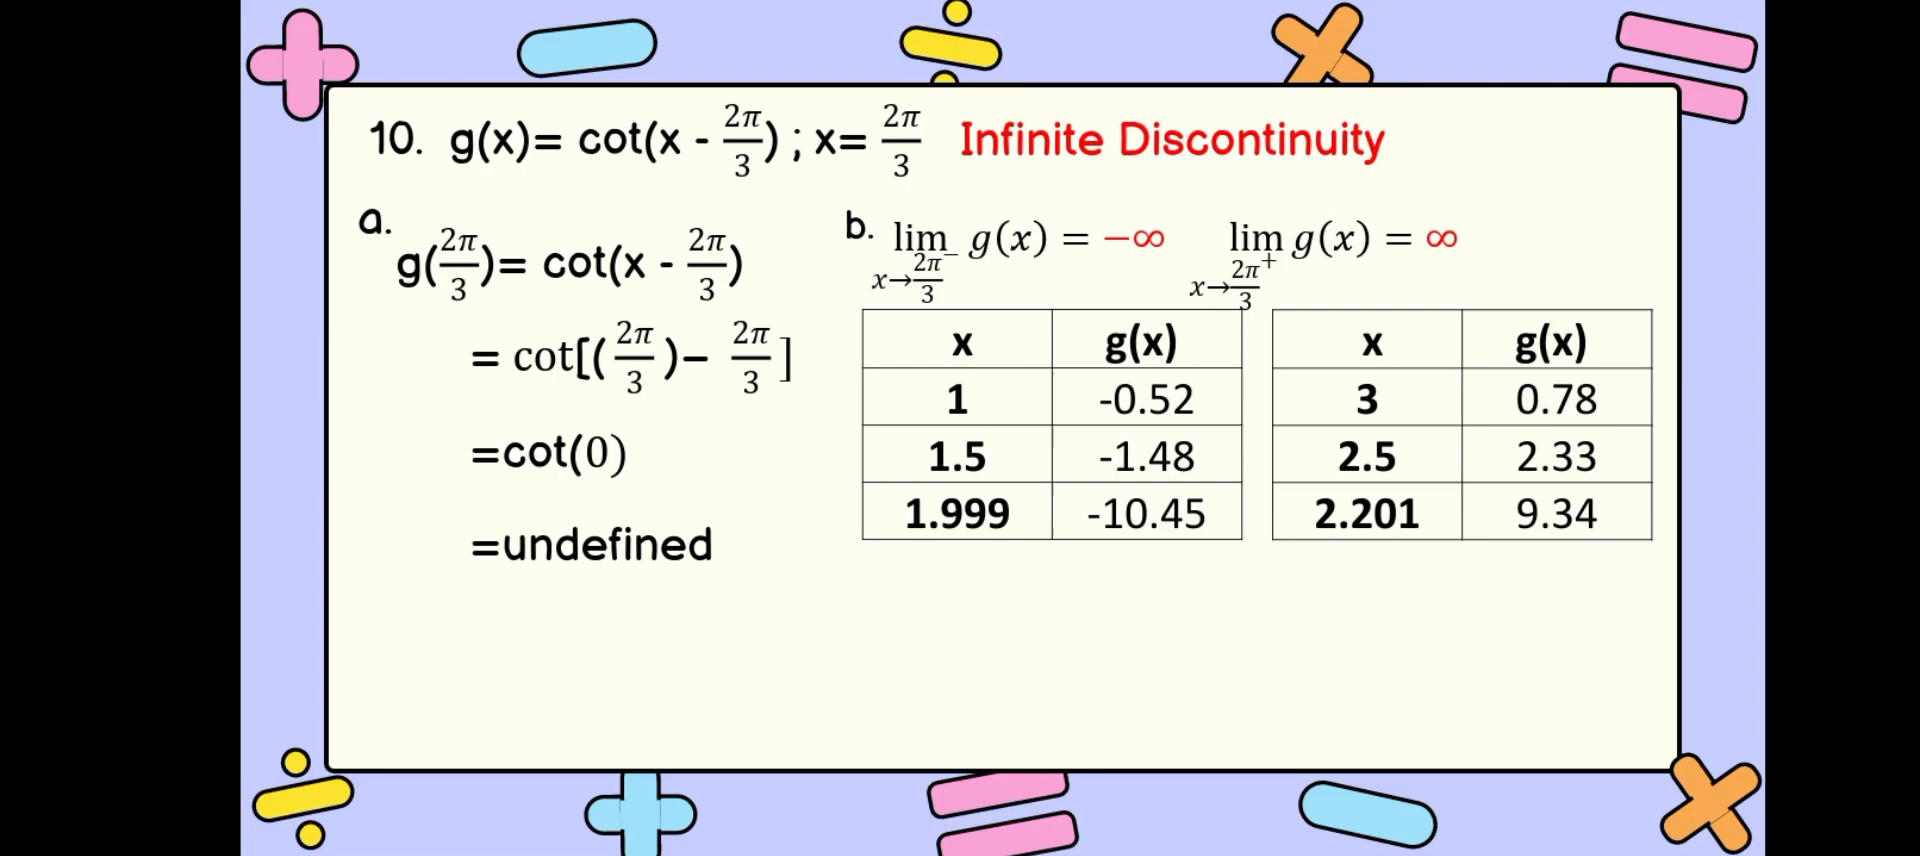 10. g(x)= cot(x - 2π/3) ; x= 2π/3 Infinite Discontinuity
a.
g(2π/3)= cot(x - 2π/3)
= cot[(2π/3)− 2π/3]
=cot(0)
=undefined
b. lim x→2π/3⁻ g(x) = −∞ lim x→2π/3⁺ g(x) = ∞
x g(x)
1 -0.52
1.5 -1.48
1.999 -10.45
x g(x)
3 0.78
2.5 2.33
2.201 9.34